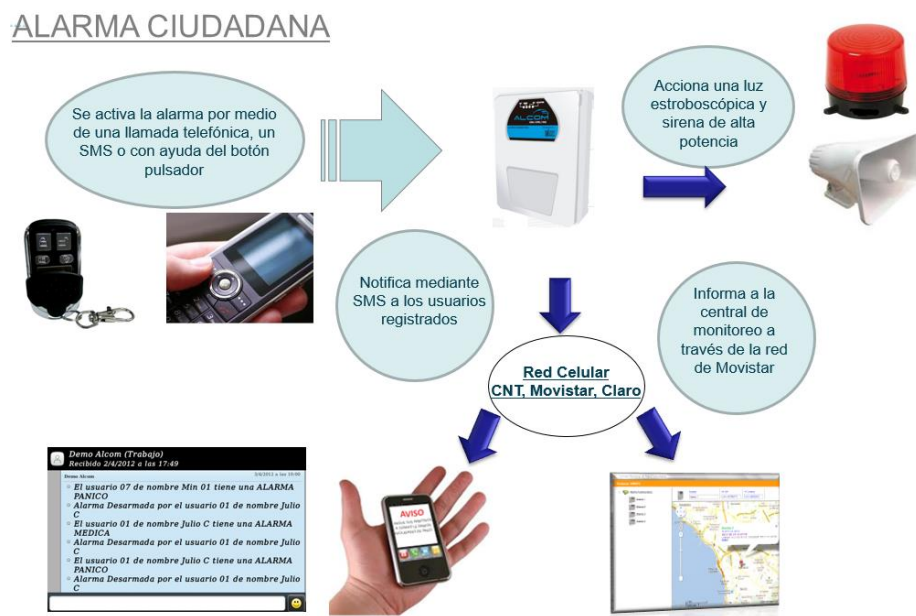 ALARMA CIUDADANA
Se activa la alarma por medio
de una llamada telefónica, un
SMS o con ayuda del botón
pulsador
ALCOM
Acciona una luz
estroboscópica y
sirena de alta
potencia
Notifica mediante
SMS a los usuarios
registrados
Informa a la
central de
monitoreo a
través de la red
de Movistar
Red Celular
CNT, Movistar, Claro
Demo Alcom (Trabajo)
Recibido 2/4/2012 a las 17:49
Demo Alcom
El usuario 07 de nombre Min 01 tiene una ALARMA
PANICO
Alarma Desarmada por el usuario 01 de nombre Julio
C
El usuario 01 de nombre Julio C tiene una ALARMA
MEDICA
Alarma Desarmada por el usuario 01 de nombre Julio
C
El usuario 01 de nombre Julio C tiene una ALARMA
PANICO
Alarma Desarmada por el usuario 01 de nombre Julio
C
AVISO